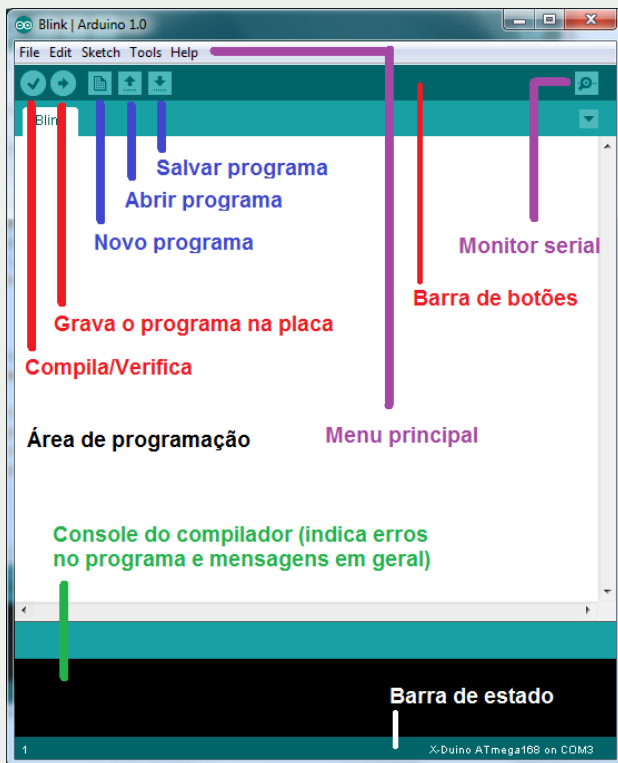 Blink | Arduino 1.0
File Edit Sketch Tools Help
Blink
Salvar programa
Abrir programa
Novo programa
Monitor serial
Barra de botões
Grava o programa na placa
Compila/Verifica
Área de programação
Menu principal
Console do compilador (indica erros
no programa e mensagens em geral)
Barra de estado
1
X-Duino ATmega168 on COM3